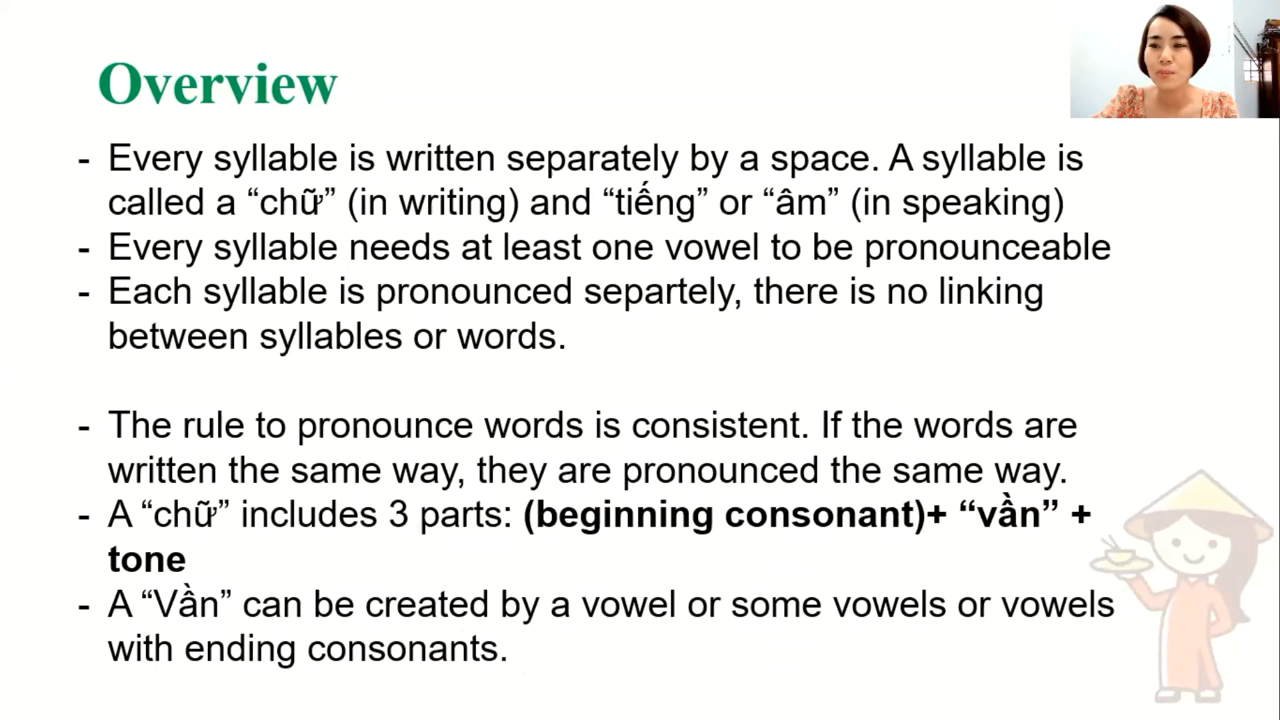 Overview
- Every syllable is written separately by a space. A syllable is
called a “chữ” (in writing) and “tiếng” or “âm” (in speaking)
- Every syllable needs at least one vowel to be pronounceable
- Each syllable is pronounced separtely, there is no linking
between syllables or words.
- The rule to pronounce words is consistent. If the words are
written the same way, they are pronounced the same way.
- A “chữ” includes 3 parts: (beginning consonant)+ “vần” +
tone
- A “Vần” can be created by a vowel or some vowels or vowels
with ending consonants.